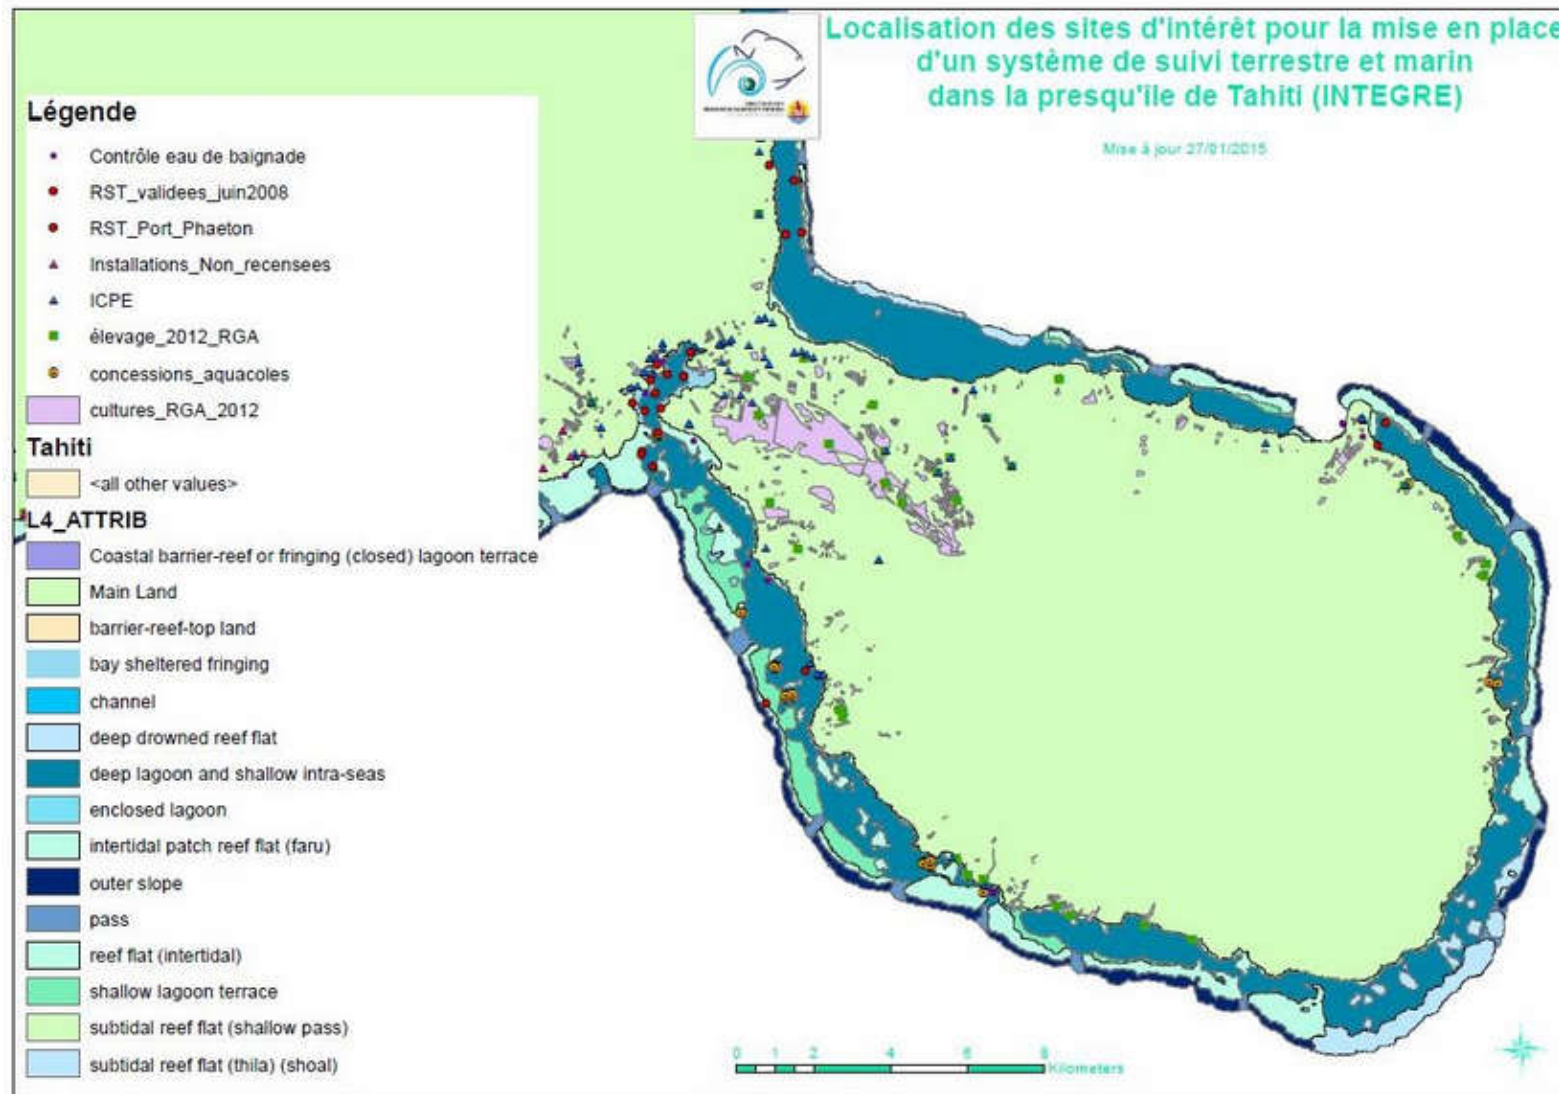 Localisation des sites d'intérêt pour la mise en place
d'un système de suivi terrestre et marin
dans la presqu'île de Tahiti (INTEGRE)
Mise à jour 27/01/2015
Légende
Contrôle eau de baignade
RST_validees_juin2008
RST_Port_Phaeton
Installations_Non_recensees
ICPE
élevage_2012_RGA
concessions_aquacoles
cultures_RGA_2012
Tahiti
<all other values>
L4_ATTRIB
Coastal barrier-reef or fringing (closed) lagoon terrace
Main Land
barrier-reef-top land
bay sheltered fringing
channel
deep drowned reef flat
deep lagoon and shallow intra-seas
enclosed lagoon
intertidal patch reef flat (faru)
outer slope
pass
reef flat (intertidal)
shallow lagoon terrace
subtidal reef flat (shallow pass)
subtidal reef flat (thila) (shoal)
0 1 2 4 6 8
Kilometers